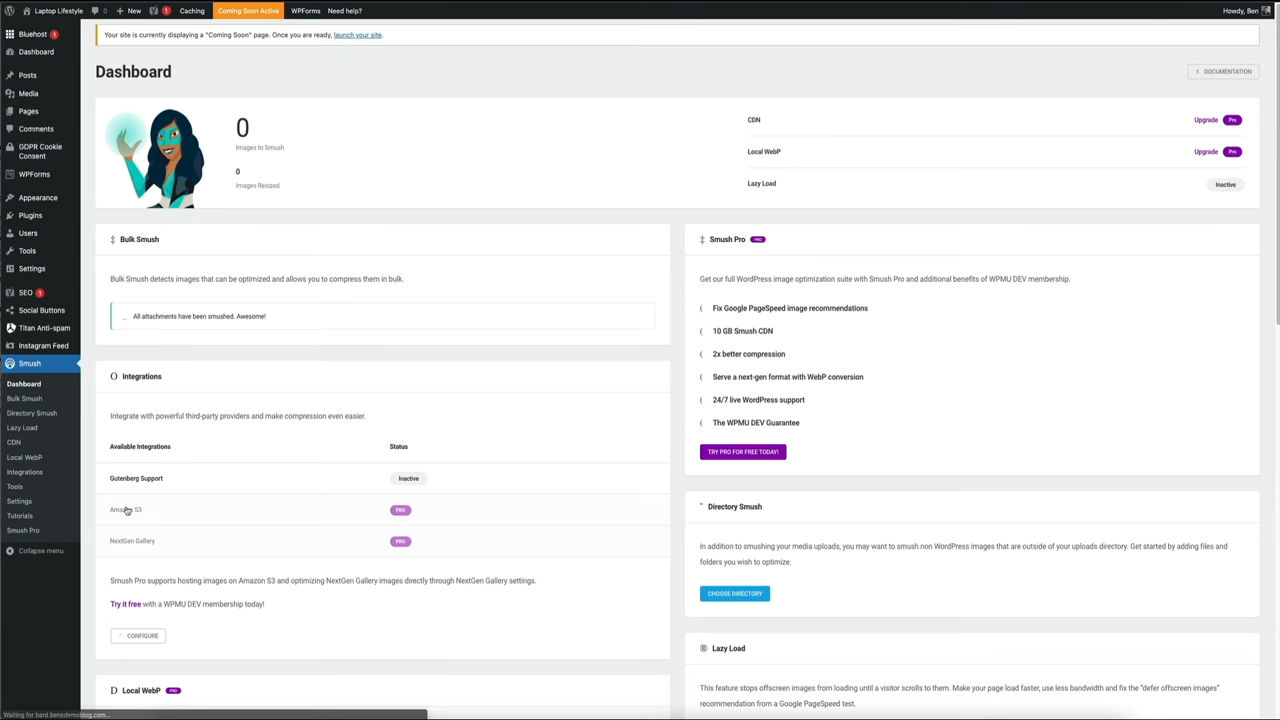 Laptop Lifestyle 0 New 1 Caching Coming Soon Active WPForms Need help? Howdy, Ben
Bluehost 1
Dashboard
Posts
Media
Pages
Comments
GDPR Cookie
Consent
WPForms
Appearance
Plugins
Users
Tools
Settings
SEO 1
Social Buttons
Titan Anti-spam
Instagram Feed
Smush
Dashboard
Bulk Smush
Directory Smush
Lazy Load
CDN
Local WebP
Integrations
Tools
Settings
Tutorials
Smush Pro
Collapse menu
Your site is currently displaying a "Coming Soon" page. Once you are ready, launch your site.
Dashboard
DOCUMENTATION
0
Images to Smush
0
Images Resized
CDN Upgrade Pro
Local WebP Upgrade Pro
Lazy Load Inactive
Bulk Smush
Bulk Smush detects images that can be optimized and allows you to compress them in bulk.
All attachments have been smushed. Awesome!
Integrations
Integrate with powerful third-party providers and make compression even easier.
Available Integrations Status
Gutenberg Support Inactive
Amazon S3 PRO
NextGen Gallery PRO
Smush Pro supports hosting images on Amazon S3 and optimizing NextGen Gallery images directly through NextGen Gallery settings.
Try it free with a WPMU DEV membership today!
CONFIGURE
Local WebP PRO
Smush Pro PRO
Get our full WordPress image optimization suite with Smush Pro and additional benefits of WPMU DEV membership.
Fix Google PageSpeed image recommendations
10 GB Smush CDN
2x better compression
Serve a next-gen format with WebP conversion
24/7 live WordPress support
The WPMU DEV Guarantee
TRY PRO FOR FREE TODAY!
Directory Smush
In addition to smushing your media uploads, you may want to smush non WordPress images that are outside of your uploads directory. Get started by adding files and
folders you wish to optimize.
CHOOSE DIRECTORY
Lazy Load
This feature stops offscreen images from loading until a visitor scrolls to them. Make your page load faster, use less bandwidth and fix the "defer offscreen images"
recommendation from a Google PageSpeed test.
Waiting for bard.bensdemoblog.com...